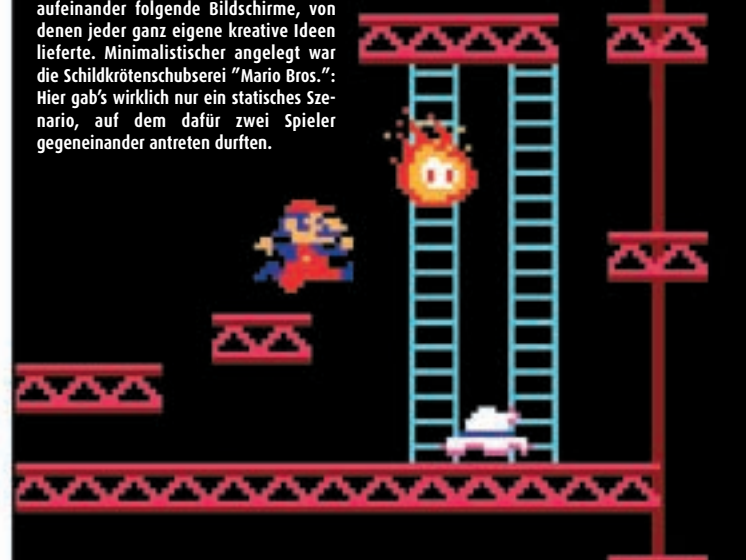 aufeinander folgende Bildschirme, von
denen jeder ganz eigene kreative Ideen
lieferte. Minimalistischer angelegt war
die Schildkrötenschubserei "Mario Bros.":
Hier gab's wirklich nur ein statisches Sze-
nario, auf dem dafür zwei Spieler
gegeneinander antreten durften.